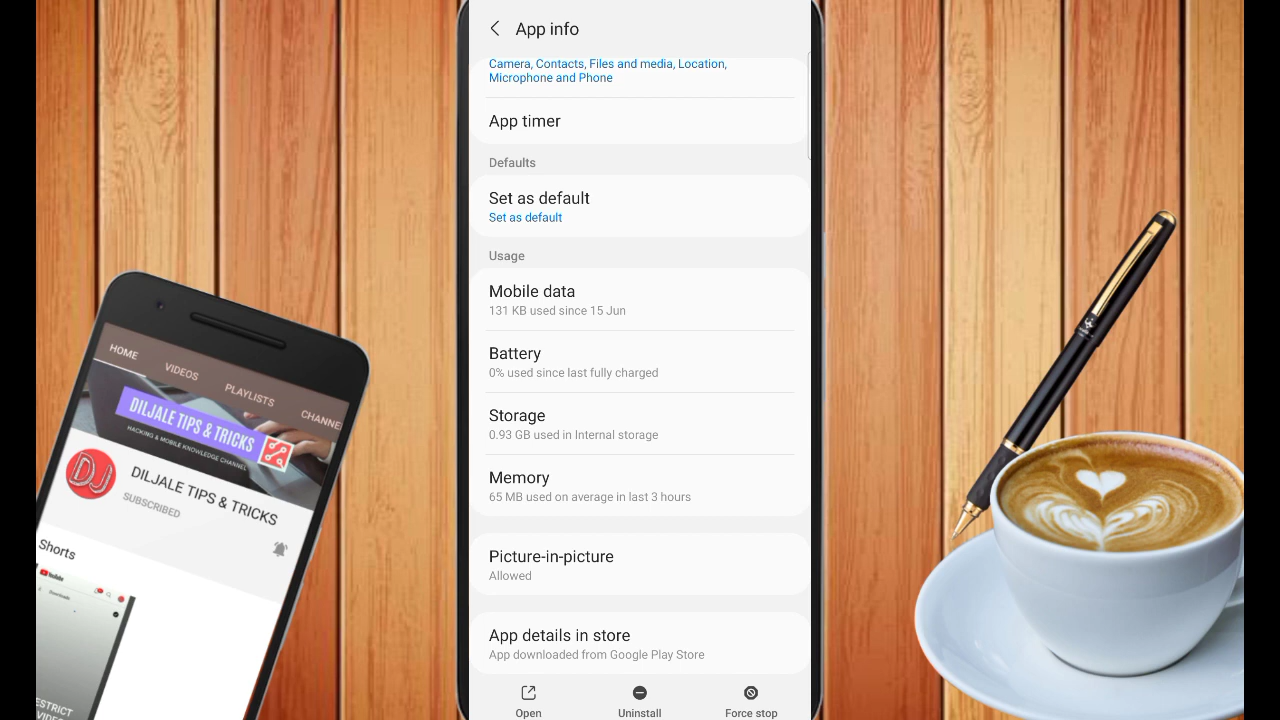 App info
Camera, Contacts, Files and media, Location,
Microphone and Phone
App timer
Defaults
Set as default
Set as default
Usage
Mobile data
131 KB used since 15 Jun
Battery
0% used since last fully charged
Storage
0.93 GB used in Internal storage
Memory
65 MB used on average in last 3 hours
Picture-in-picture
Allowed
App details in store
App downloaded from Google Play Store
Open
Uninstall
Force stop
HOME
VIDEOS
PLAYLISTS
CHANNE
DILJALE TIPS & TRICKS
HACKING & MOBILE KNOWLEDGE CHANNEL
DJ
DILJALE TIPS & TRICKS
SUBSCRIBED
Shorts
YouTube
Downloads
ESTRICT
VIDE